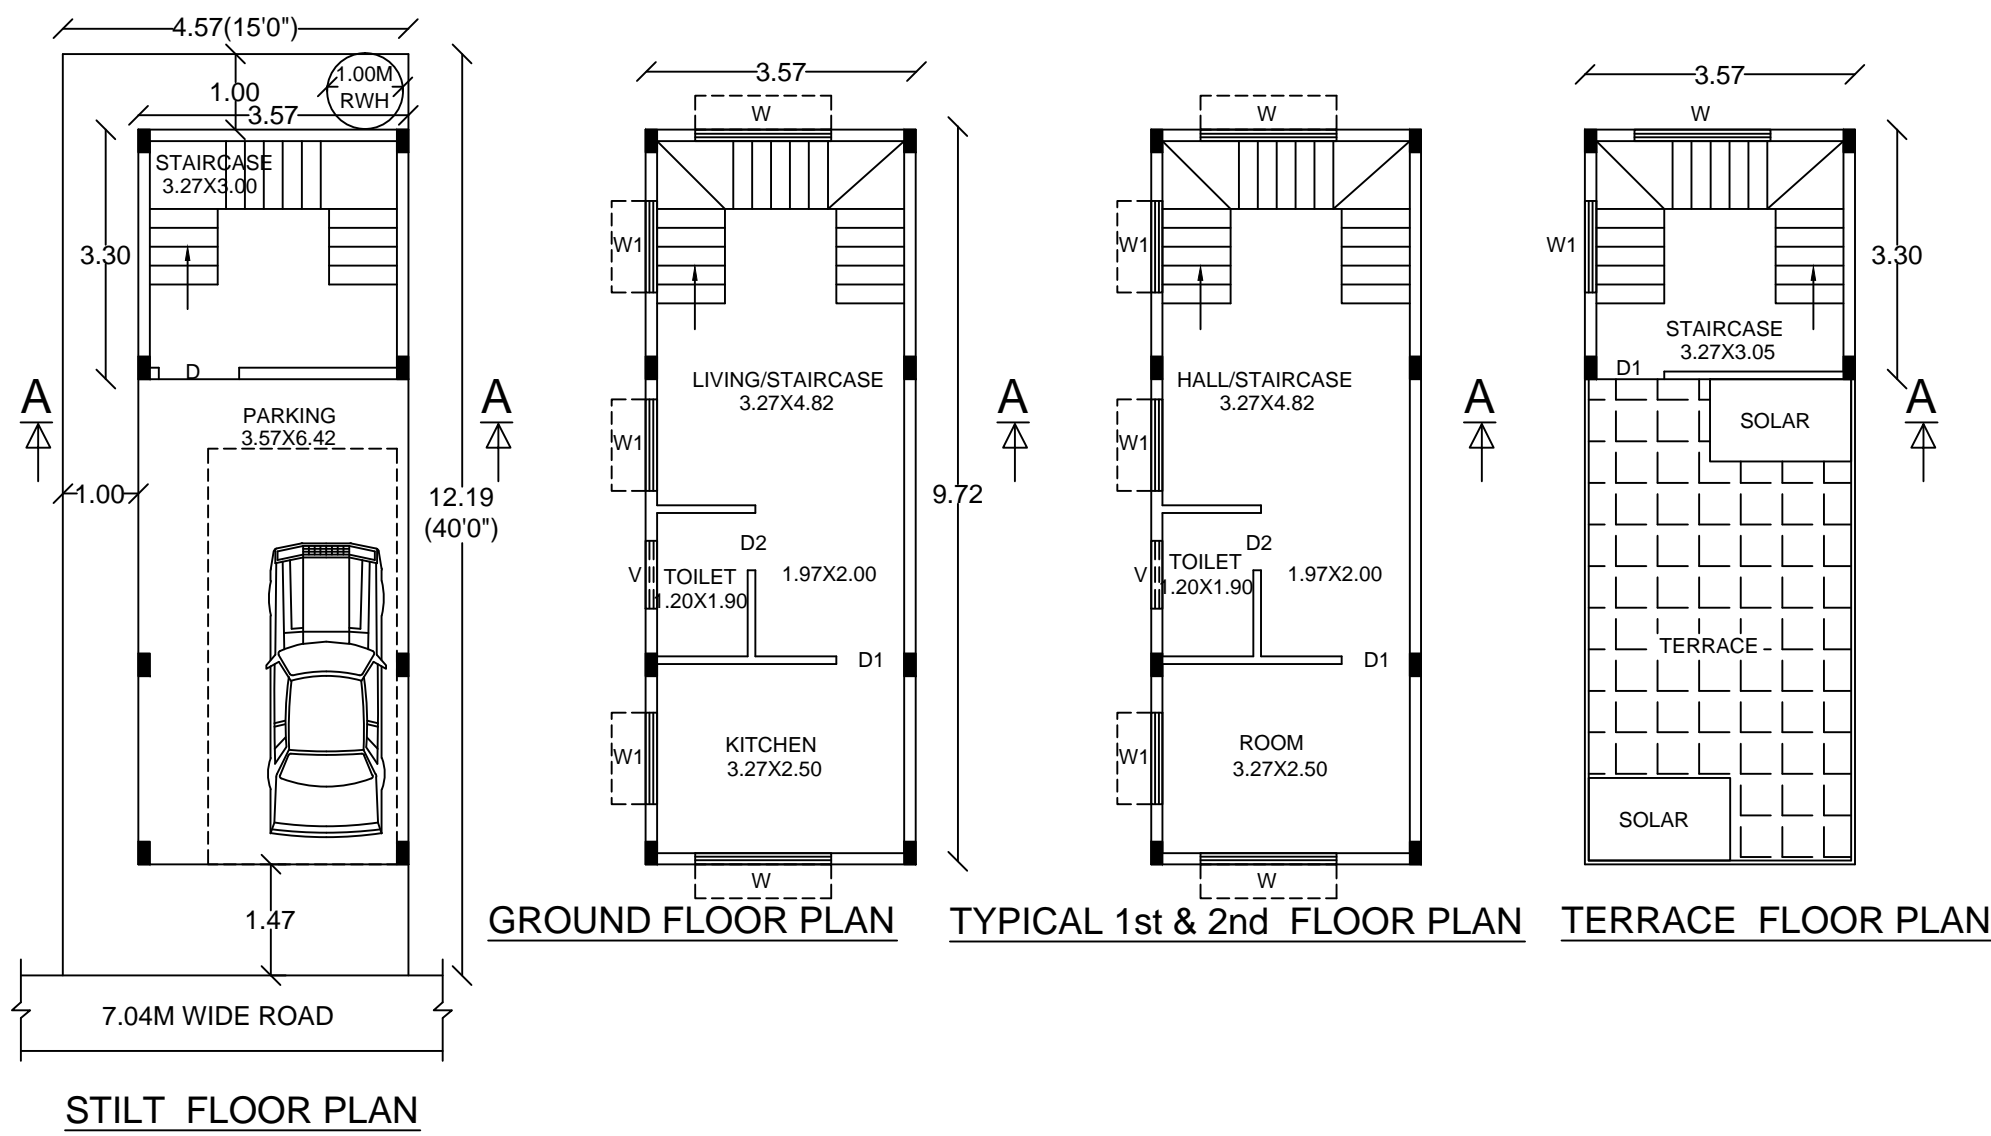 4.57(15'0")
1.00M
RWH
1.00
3.57
STAIRCASE
3.27X3.00
3.30
D
A
A
PARKING
3.57X6.42
1.00
12.19
(40'0")
1.47
7.04M WIDE ROAD
STILT FLOOR PLAN
3.57
W
W1
LIVING/STAIRCASE
3.27X4.82
W1
A
9.72
D2
V
TOILET
1.20X1.90
1.97X2.00
D1
W1
KITCHEN
3.27X2.50
W
GROUND FLOOR PLAN
W
W1
HALL/STAIRCASE
3.27X4.82
W1
A
D2
V
TOILET
1.20X1.90
1.97X2.00
D1
W1
ROOM
3.27X2.50
W
TYPICAL 1st & 2nd FLOOR PLAN
3.57
W
W1
3.30
STAIRCASE
3.27X3.05
D1
A
SOLAR
TERRACE
SOLAR
TERRACE FLOOR PLAN